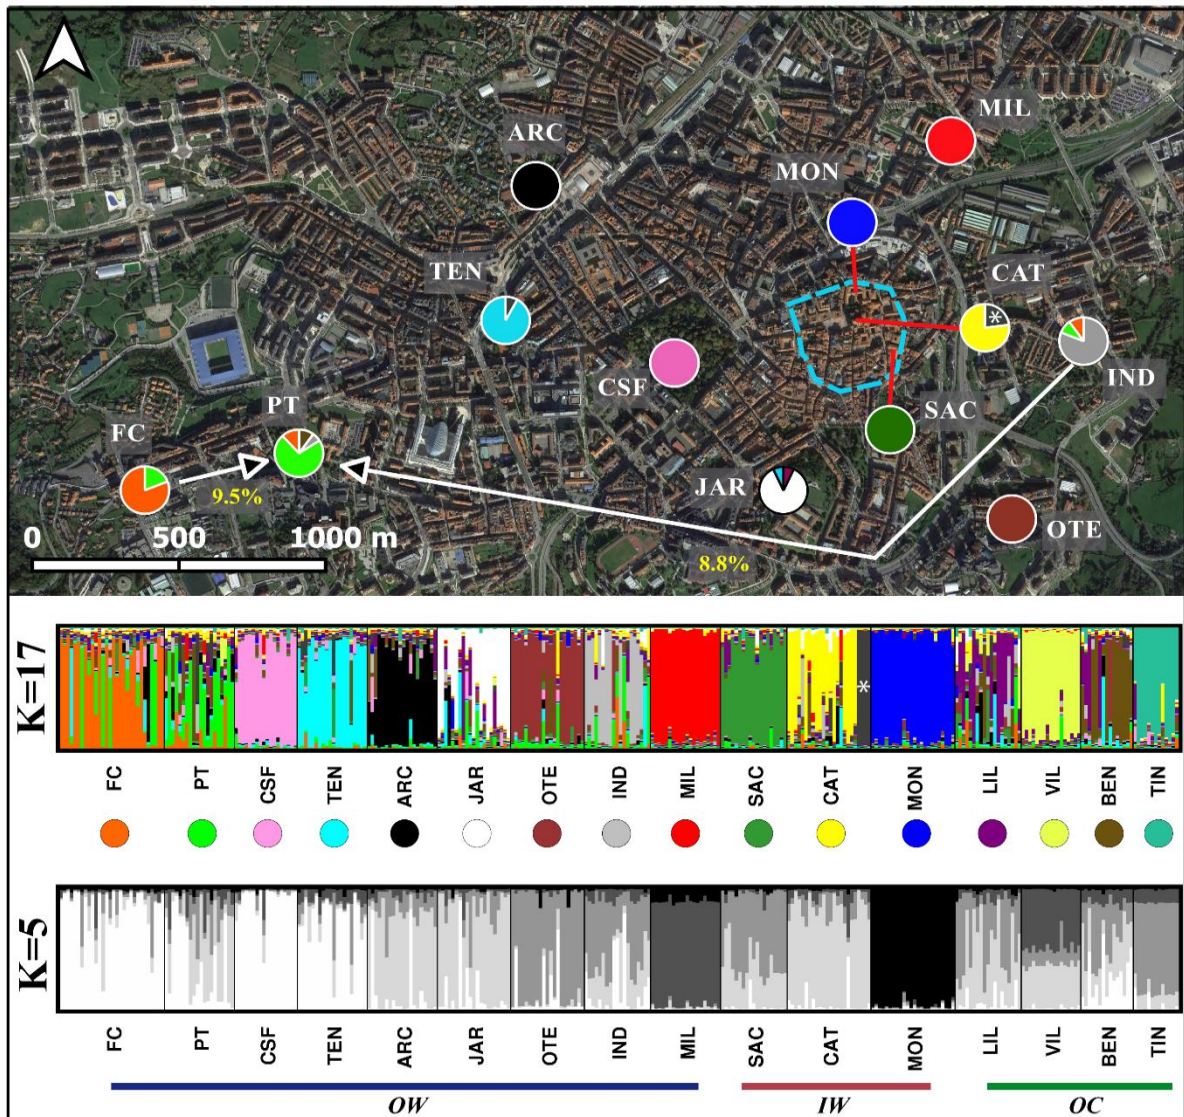 ARC
MIL
MON
TEN
CAT
*
CSF
IND
PT
FC
SAC
9.5%
JAR
OTE
0 500 1000 m
8.8%
K=17
*
FC PT CSF TEN ARC JAR OTE IND MIL SAC CAT MON LIL VIL BEN TIN
K=5
FC PT CSF TEN ARC JAR OTE IND MIL SAC CAT MON LIL VIL BEN TIN
OW IW OC